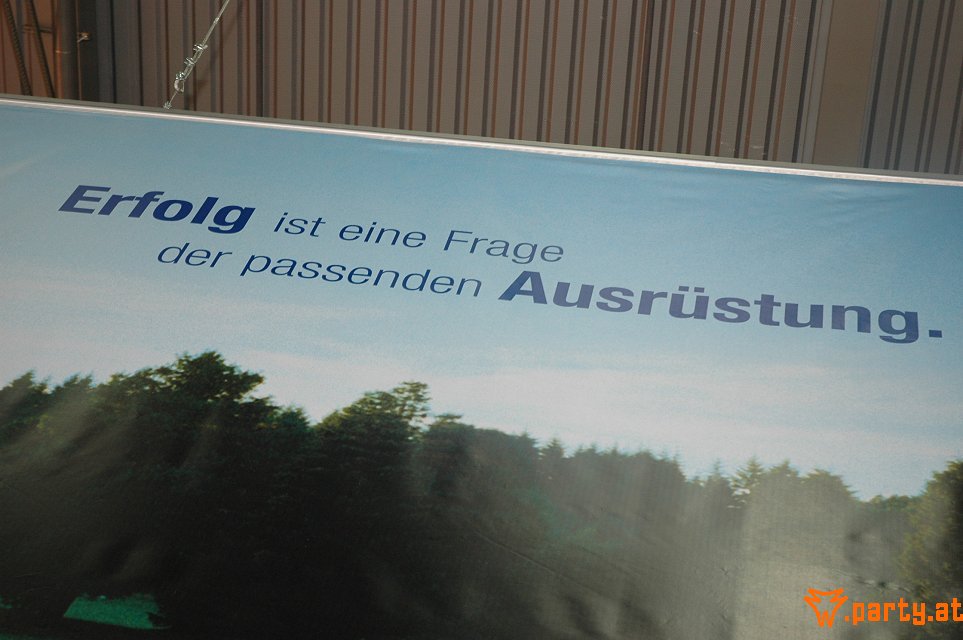 Erfolg ist eine Frage
der passenden Ausrüstung.
.party.at